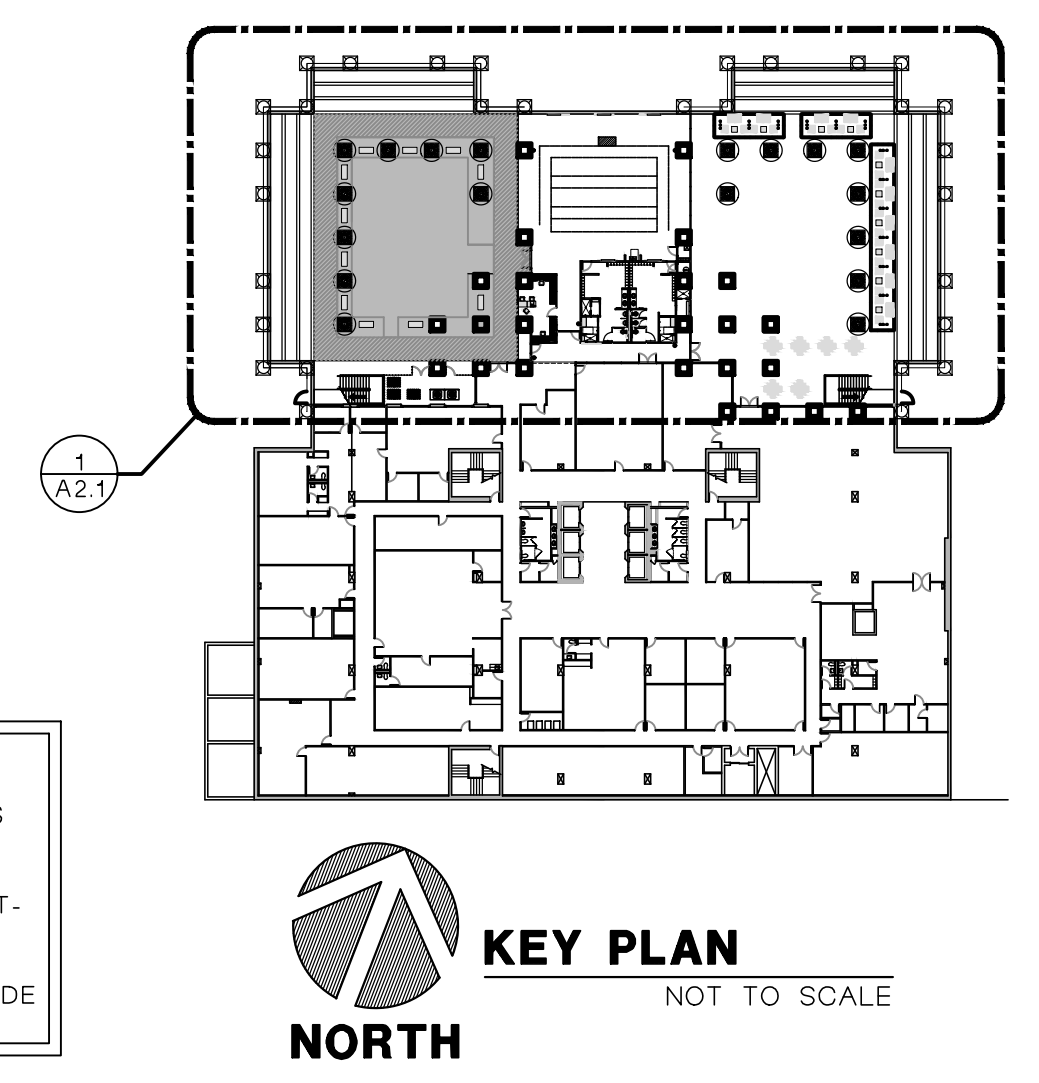 1
A2.1
S
T-
DE
KEY PLAN
NOT TO SCALE
NORTH